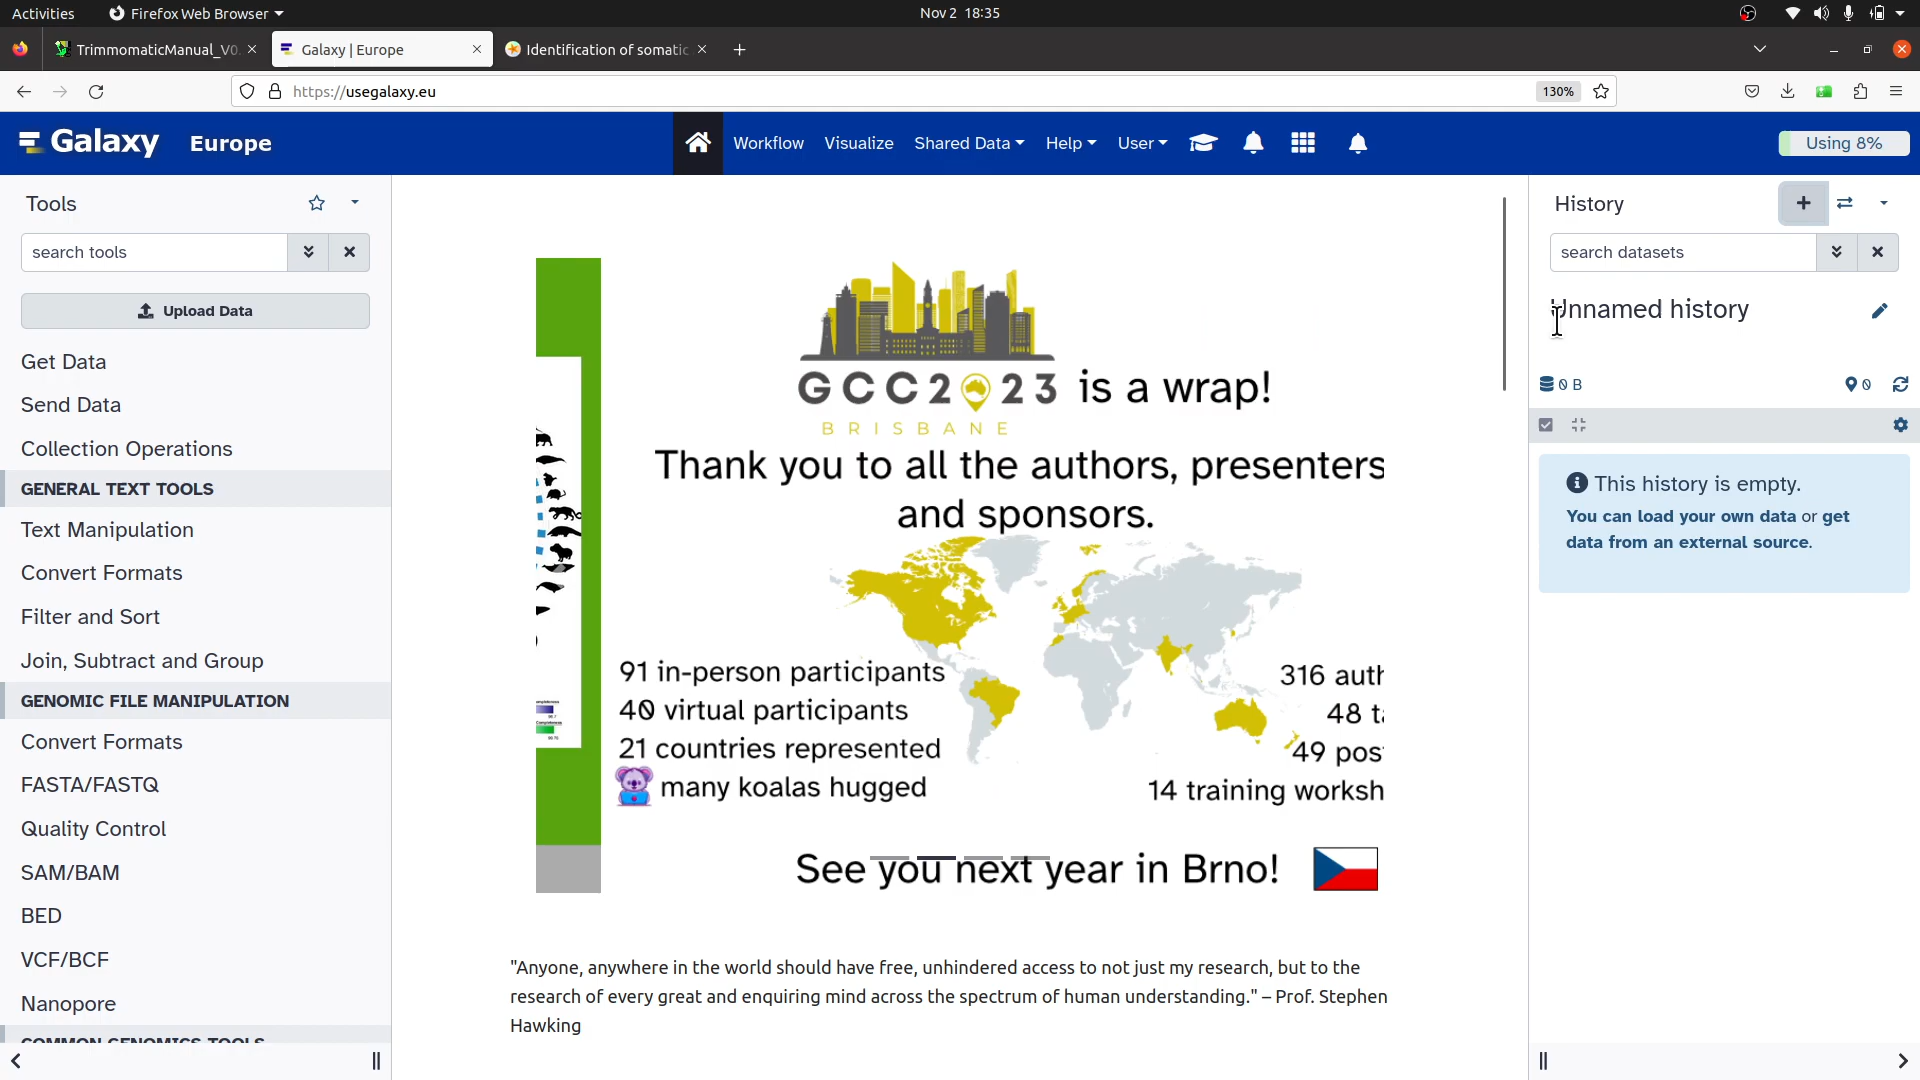 Activities
Firefox Web Browser
Nov 2 18:35
TrimmomaticManual_V0.
Galaxy | Europe
Identification of somatic
https://usegalaxy.eu
130%
Galaxy Europe
Workflow
Visualize
Shared Data
Help
User
Using 8%
Tools
search tools
Upload Data
Get Data
Send Data
Collection Operations
GENERAL TEXT TOOLS
Text Manipulation
Convert Formats
Filter and Sort
Join, Subtract and Group
GENOMIC FILE MANIPULATION
Convert Formats
FASTA/FASTQ
Quality Control
SAM/BAM
BED
VCF/BCF
Nanopore
COMMON GENOMICS TOOLS
GCC2023 is a wrap!
BRISBANE
Thank you to all the authors, presenters
and sponsors.
91 in-person participants
40 virtual participants
21 countries represented
many koalas hugged
316 auth
48 ta
49 post
14 training worksh
See you next year in Brno!
"Anyone, anywhere in the world should have free, unhindered access to not just my research, but to the
research of every great and enquiring mind across the spectrum of human understanding." – Prof. Stephen
Hawking
History
search datasets
Unnamed history
0 B
0
This history is empty.
You can load your own data or get
data from an external source.